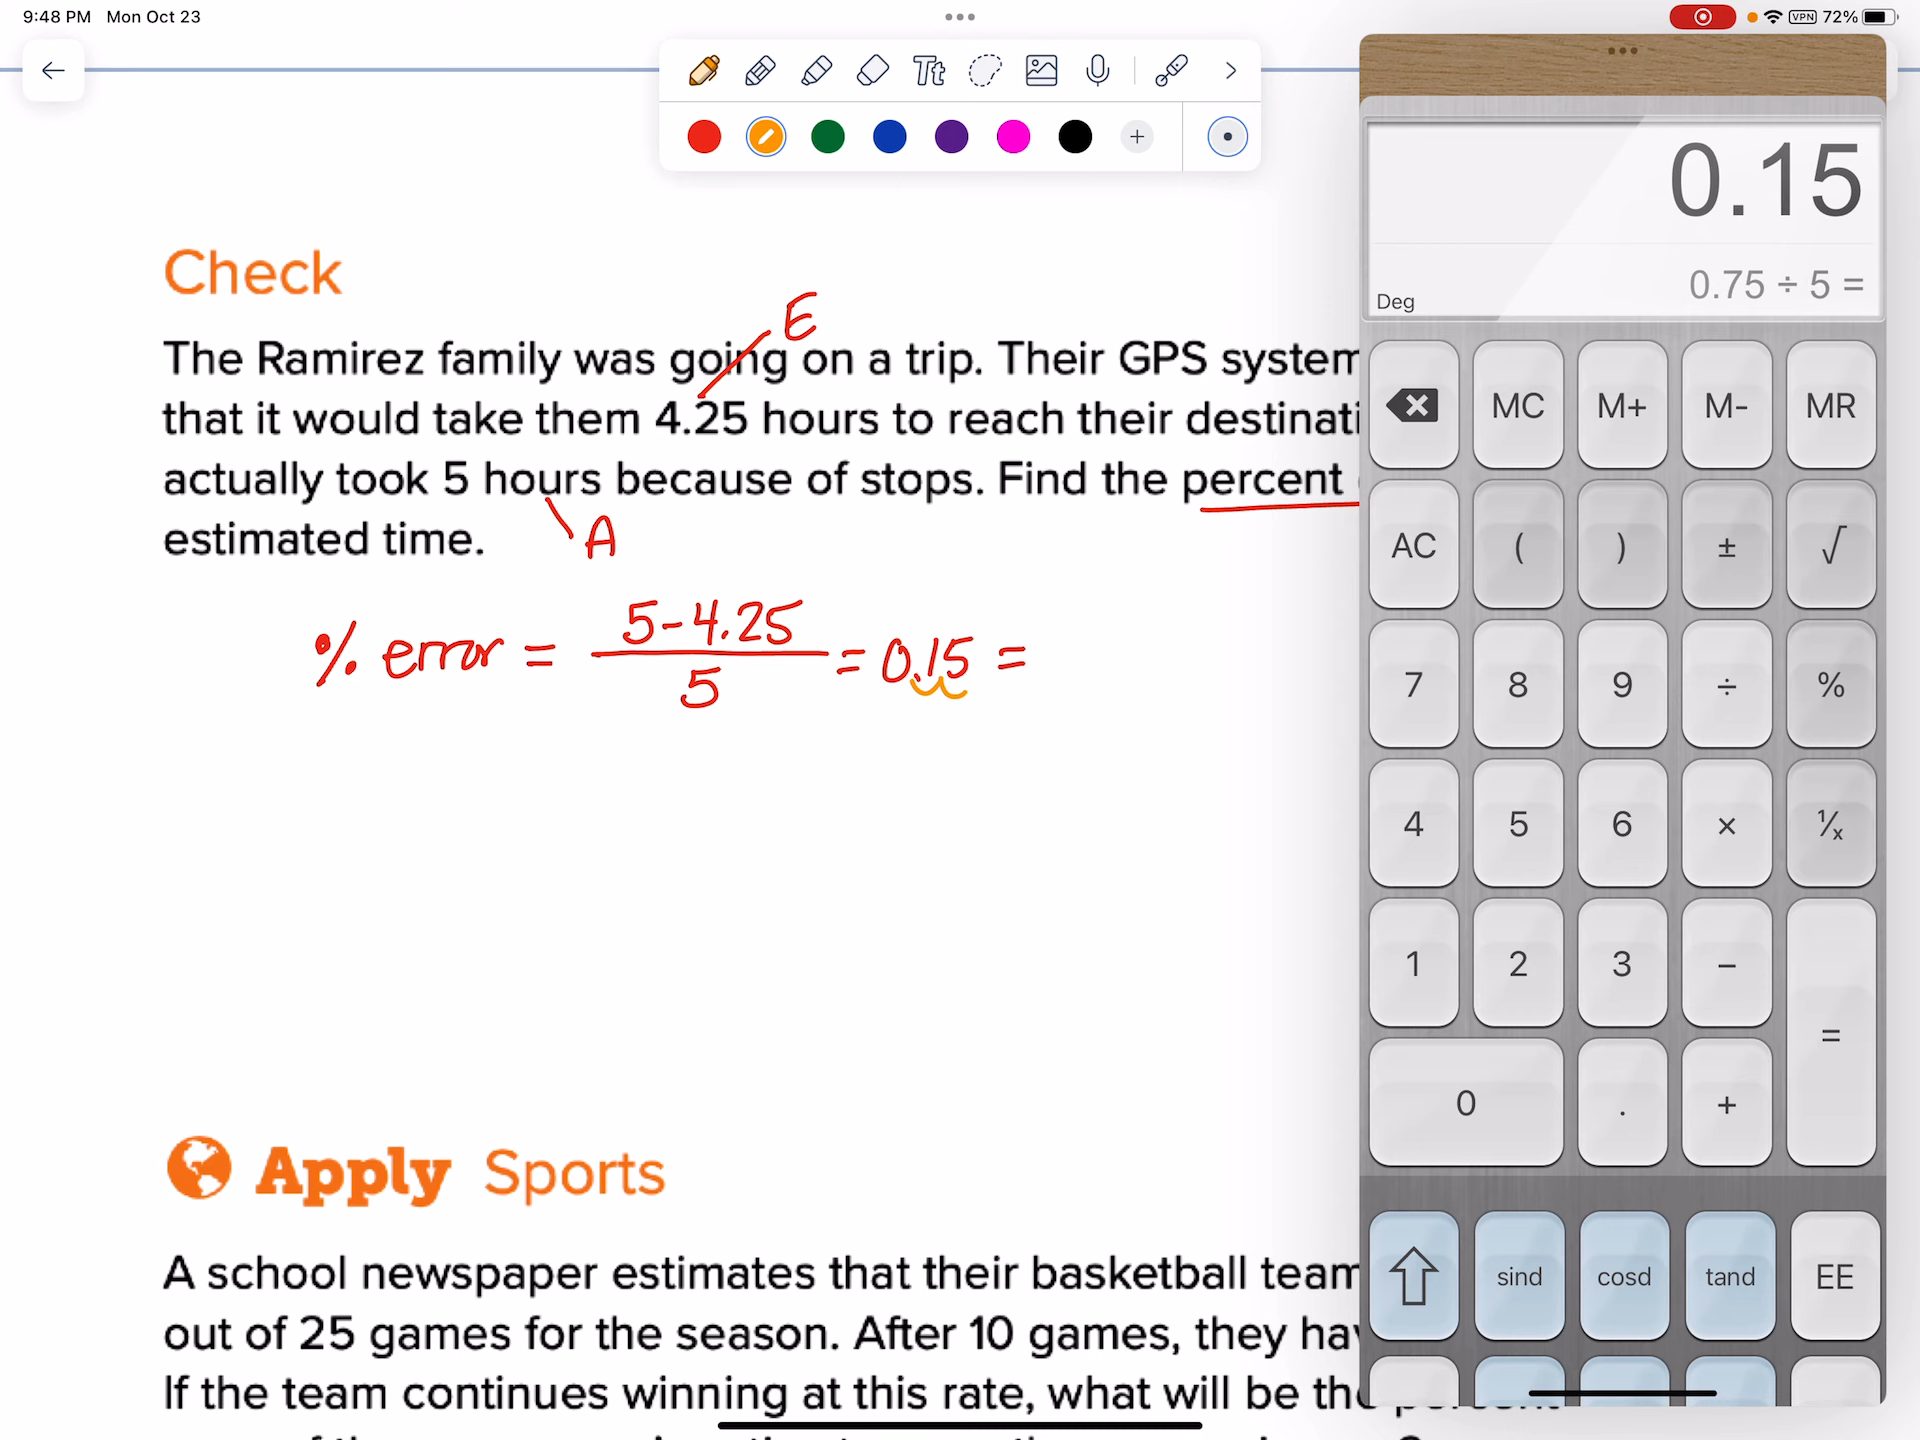 9:48 PM Mon Oct 23
VPN 72%
Tt
Check
E
The Ramirez family was going on a trip. Their GPS system
that it would take them 4.25 hours to reach their destinati
actually took 5 hours because of stops. Find the percent
estimated time.
A
% error = 5-4.25 / 5 = 0.15 =
Apply Sports
A school newspaper estimates that their basketball team
out of 25 games for the season. After 10 games, they hav
If the team continues winning at this rate, what will be the percent
0.15
0.75 ÷ 5 =
Deg
MC M+ M- MR
AC ( ) ± √
7 8 9 ÷ %
4 5 6 × 1/x
1 2 3 −
0 . + =
sind cosd tand EE